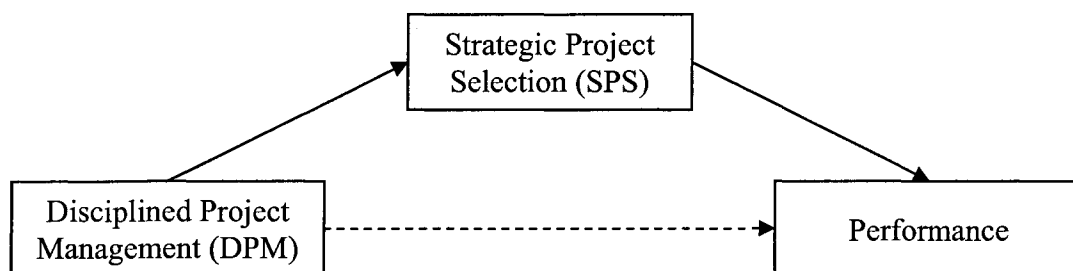 Strategic Project
Selection (SPS)
Disciplined Project
Management (DPM)
Performance